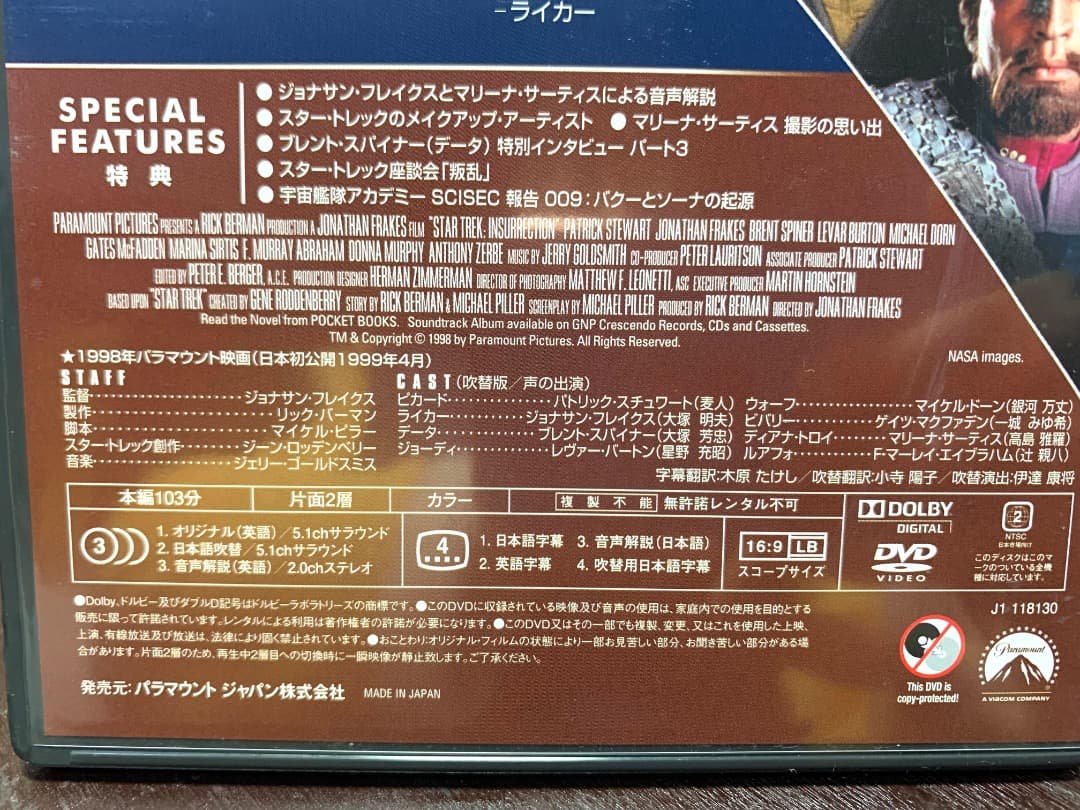 -ライカー
SPECIAL FEATURES
特典
●ジョナサン・フレイクスとマリーナ・サーティスによる音声解説
●スター・トレックのメイクアップ・アーティスト ●マリーナ・サーティス 撮影の思い出
●ブレント・スパイナー(データ) 特別インタビュー パート3
●スター・トレック座談会「叛乱」
●宇宙艦隊アカデミー SCISEC 報告 009:バクーとソーナの起源
PARAMOUNT PICTURES PRESENTS A RICK BERMAN PRODUCTION A JONATHAN FRAKES FILM "STAR TREK: INSURRECTION" PATRICK STEWART JONATHAN FRAKES BRENT SPINER LEVAR BURTON MICHAEL DORN
GATES McFADDEN MARINA SIRTIS F. MURRAY ABRAHAM DONNA MURPHY ANTHONY ZERBE MUSIC BY JERRY GOLDSMITH CO-PRODUCER PETER LAURITSON ASSOCIATE PRODUCER PATRICK STEWART
EDITED BY PETER E. BERGER, A.C.E. PRODUCTION DESIGNER HERMAN ZIMMERMAN DIRECTOR OF PHOTOGRAPHY MATTHEW F. LEONETTI, ASC EXECUTIVE PRODUCER MARTIN HORNSTEIN
BASED UPON "STAR TREK" CREATED BY GENE RODDENBERRY STORY BY RICK BERMAN & MICHAEL PILLER SCREENPLAY BY MICHAEL PILLER PRODUCED BY RICK BERMAN DIRECTED BY JONATHAN FRAKES
Read the Novel from POCKET BOOKS. Soundtrack Album available on GNP Crescendo Records, CDs and Cassettes.
TM & Copyright © 1998 by Paramount Pictures. All Rights Reserved.
NASA images.
★1998年パラマウント映画(日本初公開1999年4月)
STAFF
監督・・・・・・・・・・ジョナサン・フレイクス
製作・・・・・・・・・・リック・バーマン
脚本・・・・・・・・・・マイケル・ピラー
スター・トレック創作・・・・・・ジーン・ロッデンベリー
音楽・・・・・・・・・・ジェリー・ゴールドスミス
CAST(吹替版/声の出演)
ピカード・・・・・・・・パトリック・スチュワート(麦人)
ライカー・・・・・・・・ジョナサン・フレイクス(大塚 明夫)
データ・・・・・・・・ブレント・スパイナー(大塚 芳忠)
ジョーディ・・・・・・・・レヴァー・バートン(星野 充昭)
ウォーフ・・・・・・・・マイケル・ドーン(銀河 万丈)
ビバリー・・・・・・・・ゲイツ・マクファデン(一城 みゆ希)
ディアナ・トロイ・・・・・・マリーナ・サーティス(高島 雅羅)
ルアフォ・・・・・・・・F・マーレイ・エイブラハム(辻 親八)
字幕翻訳:木原 たけし/吹替翻訳:小寺 陽子/吹替演出:伊達 康将
本編103分 片面2層 カラー 複製不能 無許諾レンタル不可
3
1. オリジナル(英語)/5.1chサラウンド
2. 日本語吹替/5.1chサラウンド
3. 音声解説(英語)/2.0chステレオ
4
1. 日本語字幕 3. 音声解説(日本語)
2. 英語字幕 4. 吹替用日本語字幕
16:9 LB
スコープサイズ
DOLBY
DIGITAL
DVD
VIDEO
2
NTSC
日本市場向け
このディスクはこのマ
ークのついている全機
種に対応しています。
●Dolby、ドルビー及びダブルD記号はドルビーラボラトリーズの商標です。●このDVDに収録されている映像及び音声の使用は、家庭内での使用を目的とする
販売に限って許諾されています。レンタルによる利用は著作権者の許諾が必要になります。●このDVD又はその一部でも複製、変更、又はこれを使用した上映、
上演、有線放送及び放送は、法律により固く禁止されています。●おことわり:オリジナル・フィルムの状態により一部お見苦しい部分、お聞き苦しい部分がある場
合があります。片面2層のため、再生中2層目への切換時に一瞬映像が静止致します。ご了承ください。
発売元:パラマウント ジャパン株式会社 MADE IN JAPAN
J1 118130
This DVD is
copy-protected!
Paramount
A VIACOM COMPANY